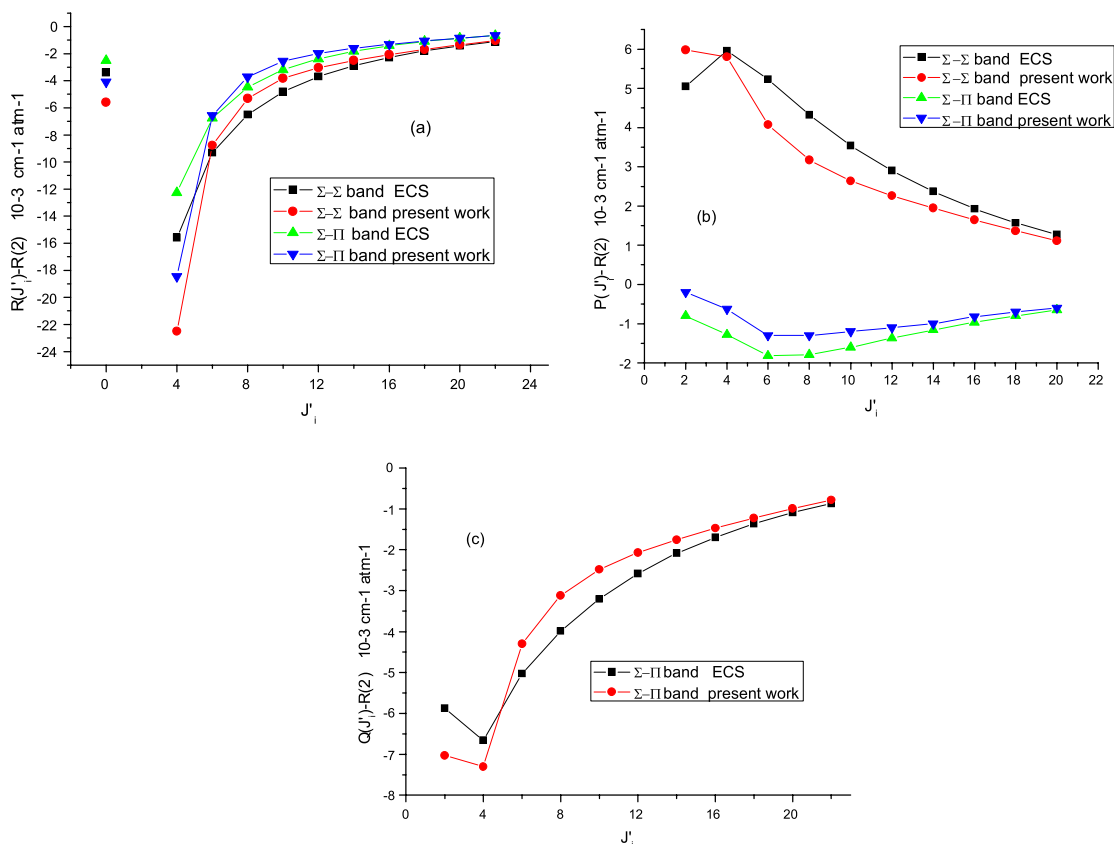 0
-2
-4
-6
-8
-10
-12
-14
-16
-18
-20
-22
-24
R(J'i)-R(2) 10-3 cm-1 atm-1
(a)
Σ–Σ band ECS
Σ–Σ band present work
Σ–Π band ECS
Σ–Π band present work
0 4 8 12 16 20 24
J'i
6
5
4
3
2
1
0
-1
-2
P(J'i)-R(2) 10-3 cm-1 atm-1
Σ–Σ band ECS
Σ–Σ band present work
Σ–Π band ECS
Σ–Π band present work
(b)
0 2 4 6 8 10 12 14 16 18 20 22
J'i
0
-1
-2
-3
-4
-5
-6
-7
-8
Q(J'i)-R(2) 10-3 cm-1 atm-1
(c)
Σ–Π band ECS
Σ–Π band present work
0 4 8 12 16 20
J'i